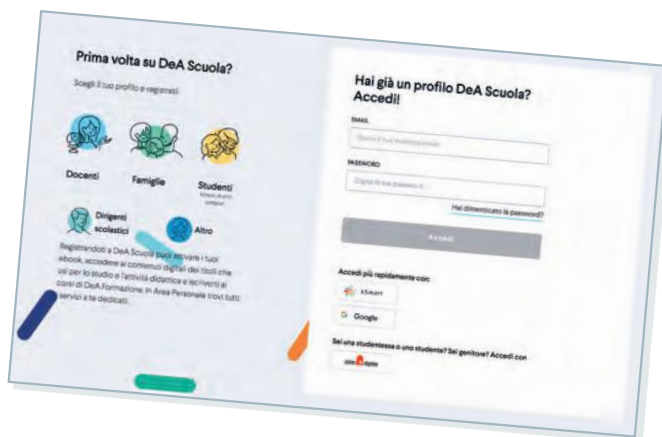 Prima volta su DeA Scuola?
Scegli il tuo profilo e registrati:
Docenti
Famiglie
Studenti
Dirigenti
scolastici
Altro
Registrandoti a DeA Scuola puoi attivare i tuoi
ebook, accedere ai contenuti digitali dei titoli che
usi per lo studio e l'attività didattica e iscriverti ai
corsi di DeA Formazione. In Area Personale trovi tutti
i servizi a te dedicati.
Hai già un profilo DeA Scuola?
Accedi!
EMAIL
PASSWORD
Hai dimenticato la password?
Accedi
Accedi più rapidamente con:
Google
Sei una studentessa o uno studente? Sei genitore? Accedi con